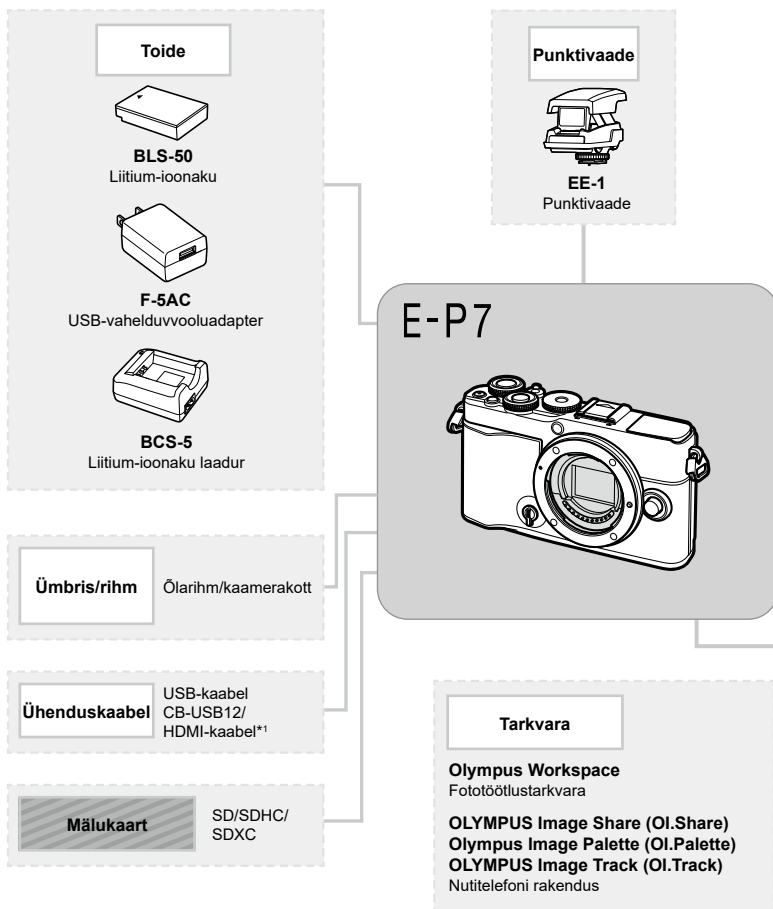 Toide
BLS-50
Liitium-ioonaku
F-5AC
USB-vahelduvvooluadapter
BCS-5
Liitium-ioonaku laadur
Punktivaade
EE-1
Punktivaade
E-P7
Ümbris/rihm
Õlarihm/kaamerakott
Ühenduskaabel
USB-kaabel
CB-USB12/
HDMI-kaabel*1
Mälukaart
SD/SDHC/
SDXC
Tarkvara
Olympus Workspace
Fototöötlustarkvara
OLYMPUS Image Share (OI.Share)
Olympus Image Palette (OI.Palette)
OLYMPUS Image Track (OI.Track)
Nutitelefoni rakendus